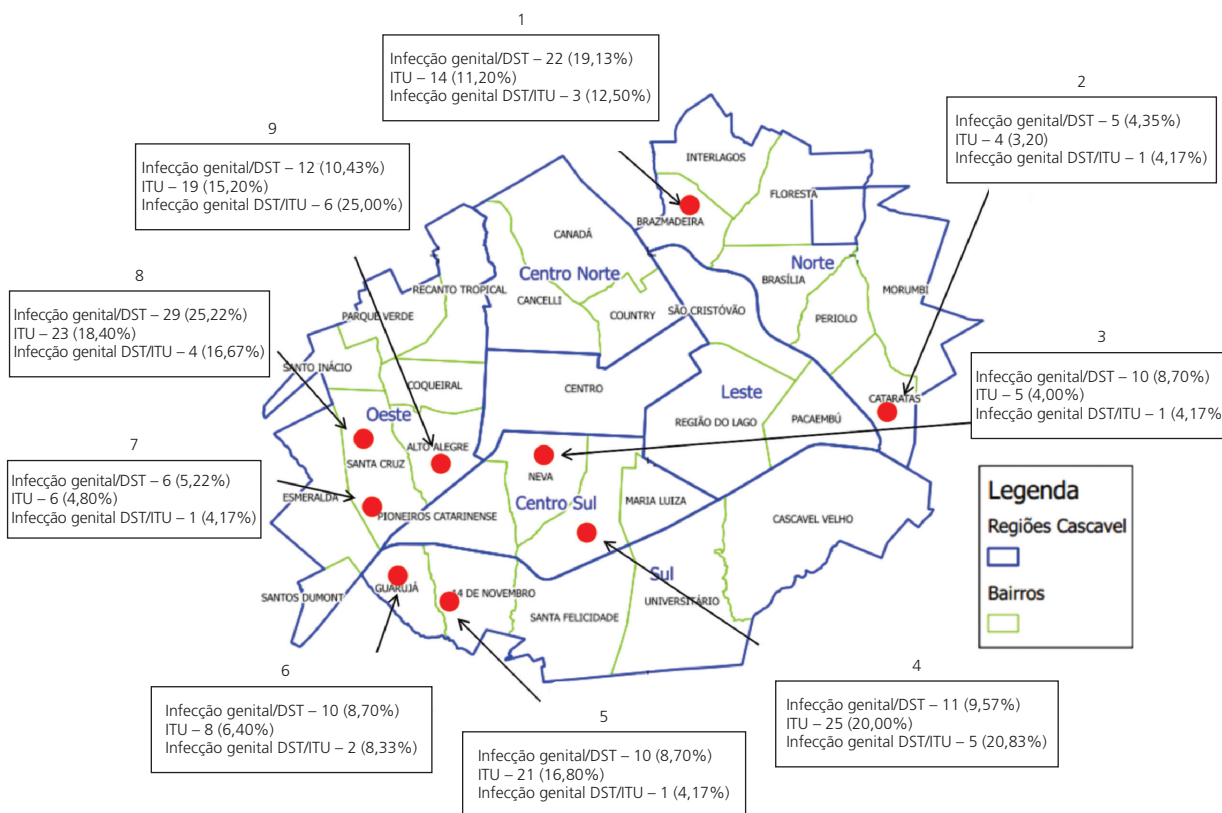 1
Infecção genital/DST – 22 (19,13%)
ITU – 14 (11,20%)
Infecção genital DST/ITU – 3 (12,50%)
2
Infecção genital/DST – 5 (4,35%)
ITU – 4 (3,20)
Infecção genital DST/ITU – 1 (4,17%)
9
Infecção genital/DST – 12 (10,43%)
ITU – 19 (15,20%)
Infecção genital DST/ITU – 6 (25,00%)
8
Infecção genital/DST – 29 (25,22%)
ITU – 23 (18,40%)
Infecção genital DST/ITU – 4 (16,67%)
3
Infecção genital/DST – 10 (8,70%)
ITU – 5 (4,00%)
Infecção genital DST/ITU – 1 (4,17%
7
Infecção genital/DST – 6 (5,22%)
ITU – 6 (4,80%)
Infecção genital DST/ITU – 1 (4,17%)
INTERLAGOS
FLORESTA
BRAZMADEIRA
CANADÁ
Centro Norte
Norte
RECANTO TROPICAL
CANCELLI
BRASÍLIA
MORUMBI
PARQUE VERDE
COUNTRY
SÃO CRISTÓVÃO
PERIOLO
SANTO INÁCIO
COQUEIRAL
CENTRO
Leste
CATARATAS
Oeste
REGIÃO DO LAGO
PACAEMBÚ
ALTO ALEGRE
SANTA CRUZ
NEVA
ESMERALDA
Centro Sul
MARIA LUIZA
PIONEIROS CATARINENSE
CASCAVEL VELHO
Sul
GUARUJÁ
14 DE NOVEMBRO
SANTOS DUMONT
UNIVERSITÁRIO
SANTA FELICIDADE
Legenda
Regiões Cascavel
Bairros
6
Infecção genital/DST – 10 (8,70%)
ITU – 8 (6,40%)
Infecção genital DST/ITU – 2 (8,33%)
5
Infecção genital/DST – 10 (8,70%)
ITU – 21 (16,80%)
Infecção genital DST/ITU – 1 (4,17%)
4
Infecção genital/DST – 11 (9,57%)
ITU – 25 (20,00%)
Infecção genital DST/ITU – 5 (20,83%)